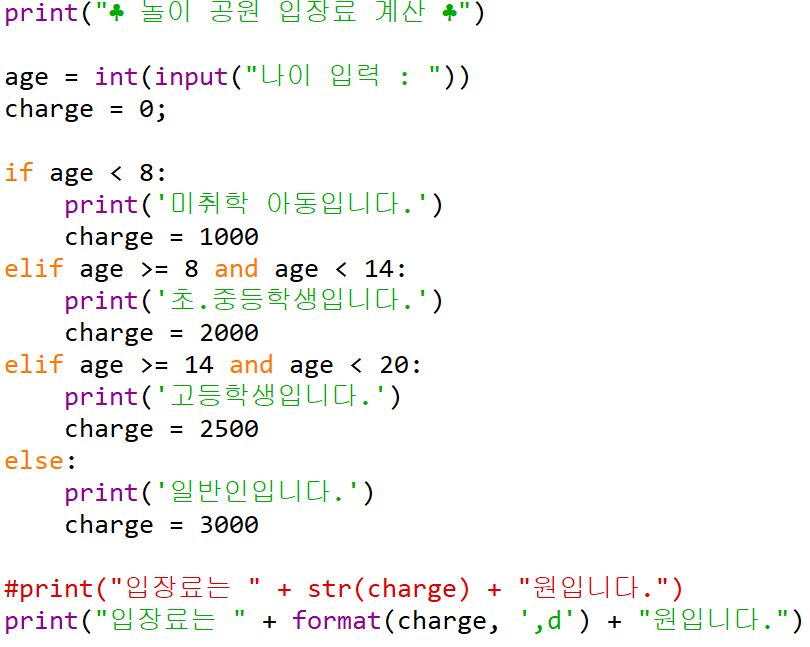 print("♣ 놀이 공원 입장료 계산 ♣")
age = int(input("나이 입력 : "))
charge = 0;
if age < 8:
    print('미취학 아동입니다.')
    charge = 1000
elif age >= 8 and age < 14:
    print('초.중등학생입니다.')
    charge = 2000
elif age >= 14 and age < 20:
    print('고등학생입니다.')
    charge = 2500
else:
    print('일반인입니다.')
    charge = 3000
#print("입장료는 " + str(charge) + "원입니다.")
print("입장료는 " + format(charge, ',d') + "원입니다.")